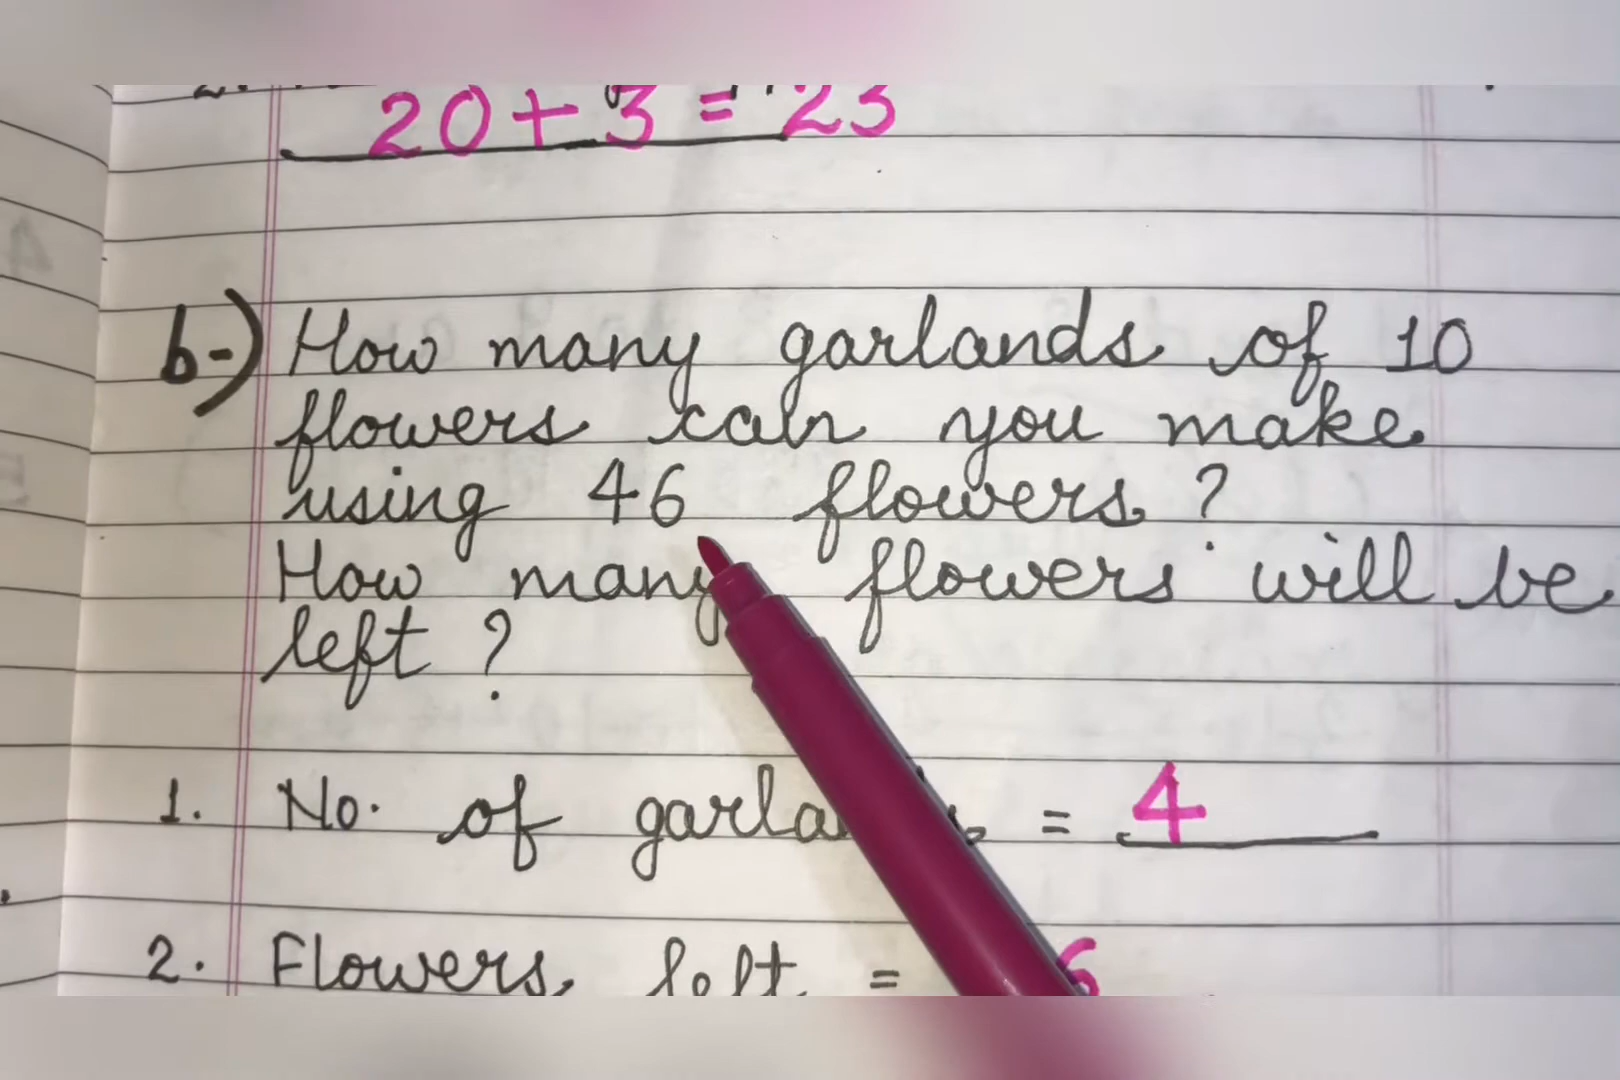 20 + 3 = 23
b-) How many garlands of 10
flowers can you make
using 46 flowers ?
How many flowers will be
left ?
1. No. of = 4
2. Flowers left = 6